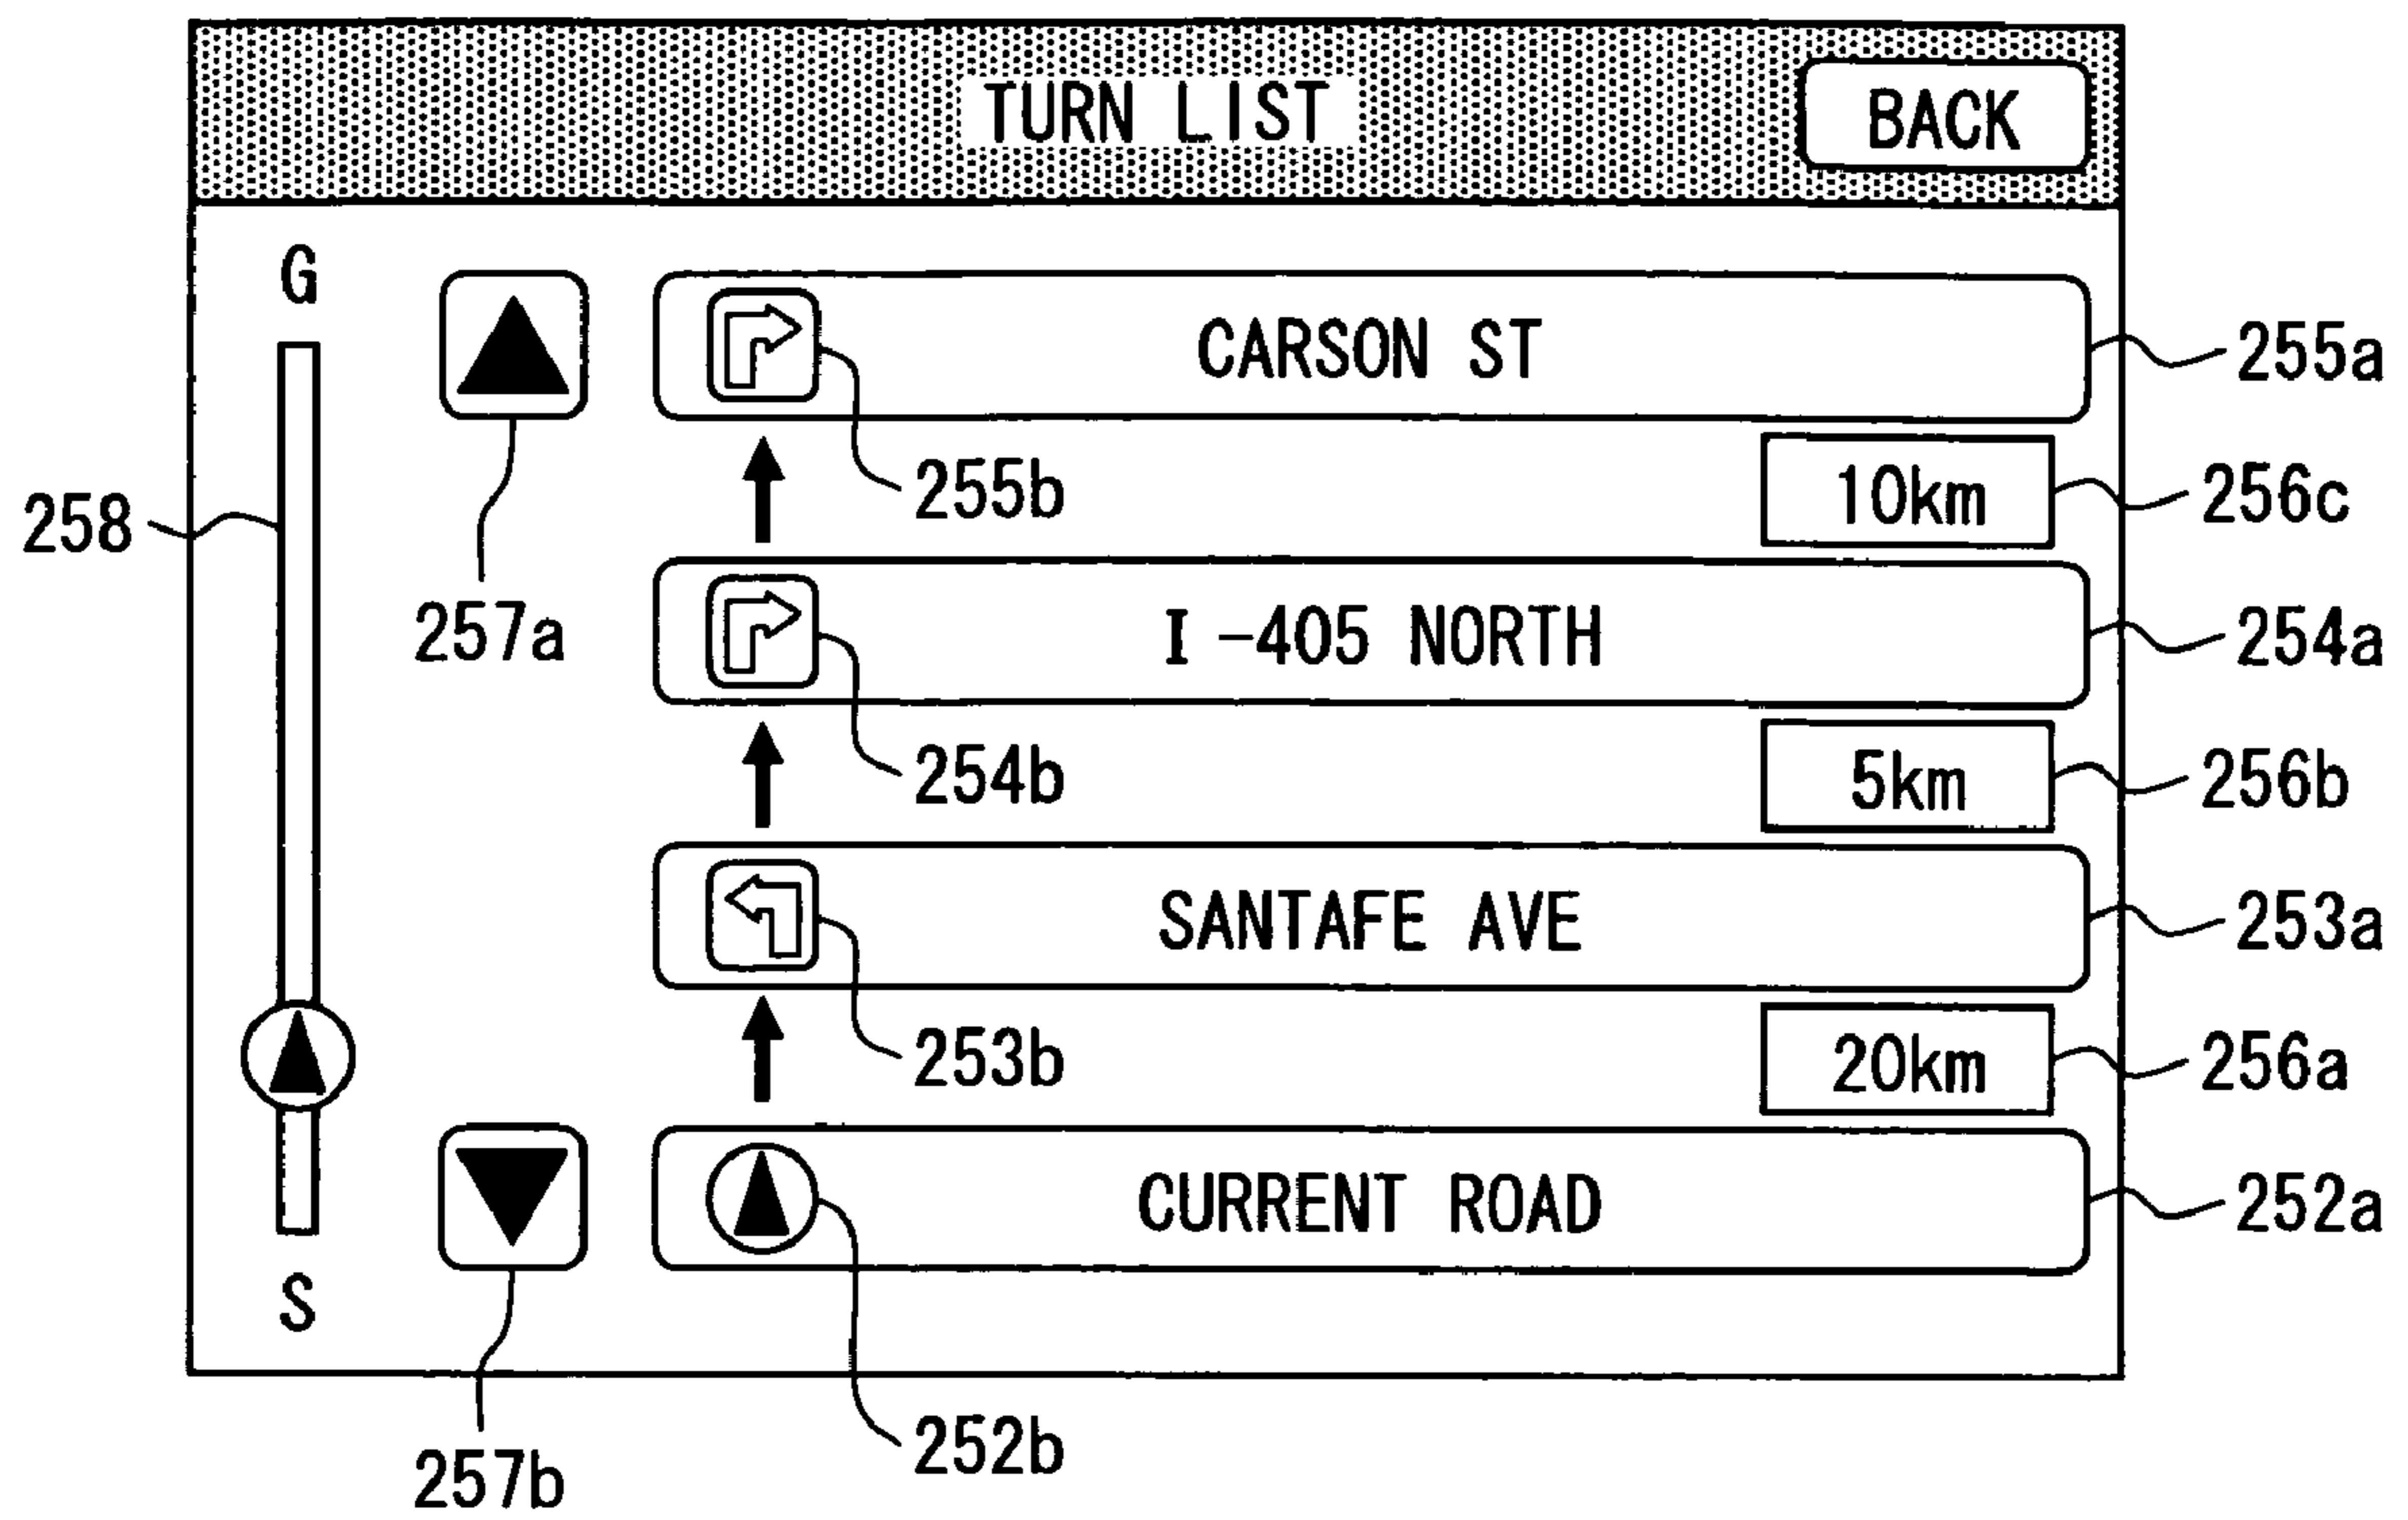 TURN LIST
BACK
G
CARSON ST
255a
255b
10km
256c
258
257a
I-405 NORTH
254a
254b
5km
256b
SANTAFE AVE
253a
253b
20km
256a
CURRENT ROAD
252a
S
252b
257b